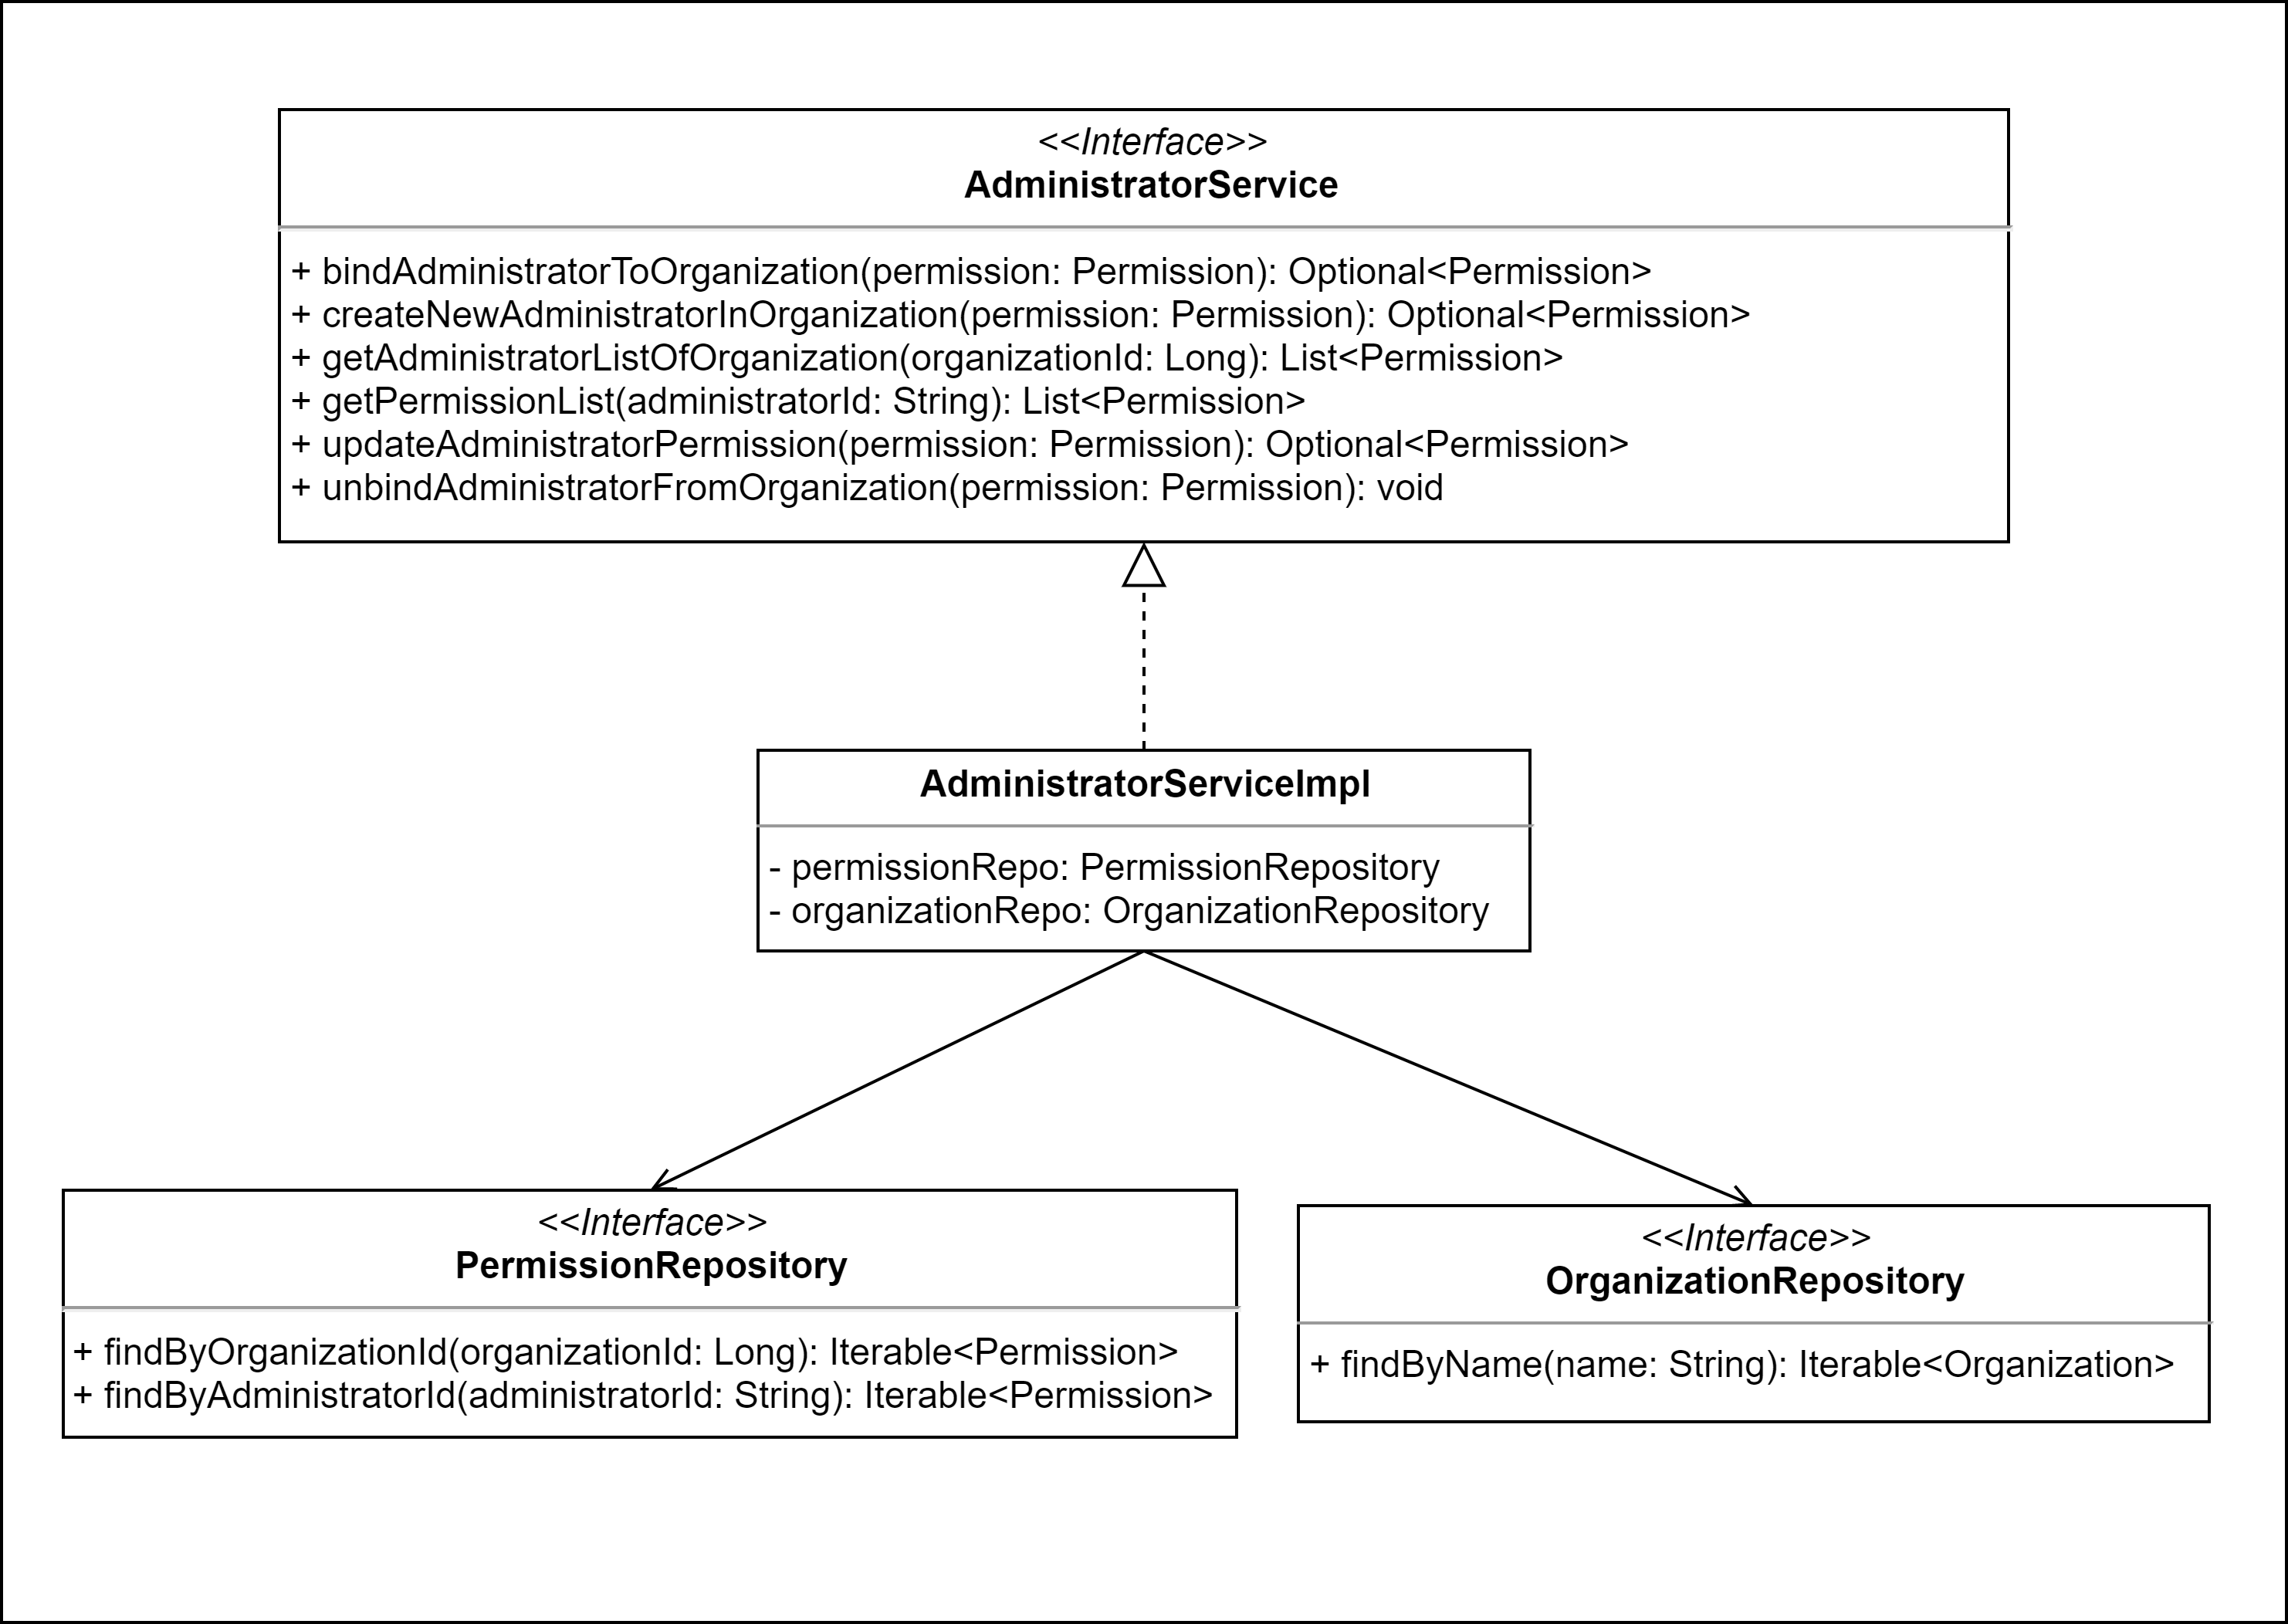 <<Interface>>
AdministratorService
+ bindAdministratorToOrganization(permission: Permission): Optional<Permission>
+ createNewAdministratorInOrganization(permission: Permission): Optional<Permission>
+ getAdministratorListOfOrganization(organizationId: Long): List<Permission>
+ getPermissionList(administratorId: String): List<Permission>
+ updateAdministratorPermission(permission: Permission): Optional<Permission>
+ unbindAdministratorFromOrganization(permission: Permission): void
AdministratorServiceImpl
- permissionRepo: PermissionRepository
- organizationRepo: OrganizationRepository
<<Interface>>
PermissionRepository
+ findByOrganizationId(organizationId: Long): Iterable<Permission>
+ findByAdministratorId(administratorId: String): Iterable<Permission>
<<Interface>>
OrganizationRepository
+ findByName(name: String): Iterable<Organization>